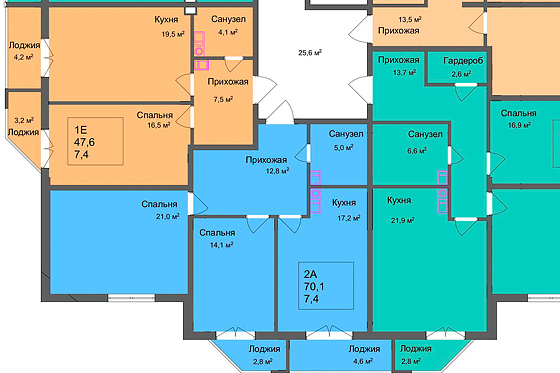 Лоджия
4,2 м²
Кухня
19,5 м²
Санузел
4,1 м²
Прихожая
7,5 м²
25,6 м²
13,5 м²
Прихожая
Прихожая
13,7 м²
Гардероб
2,6 м²
3,2 м²
Лоджия
1Е
47,6
7,4
Спальня
16,5 м²
Прихожая
12,8 м²
Санузел
5,0 м²
Санузел
6,6 м²
Спальня
16,9 м²
Спальня
21,0 м²
Спальня
14,1 м²
Кухня
17,2 м²
Кухня
21,9 м²
2А
70,1
7,4
Лоджия
2,8 м²
Лоджия
4,6 м²
Лоджия
2,8 м²